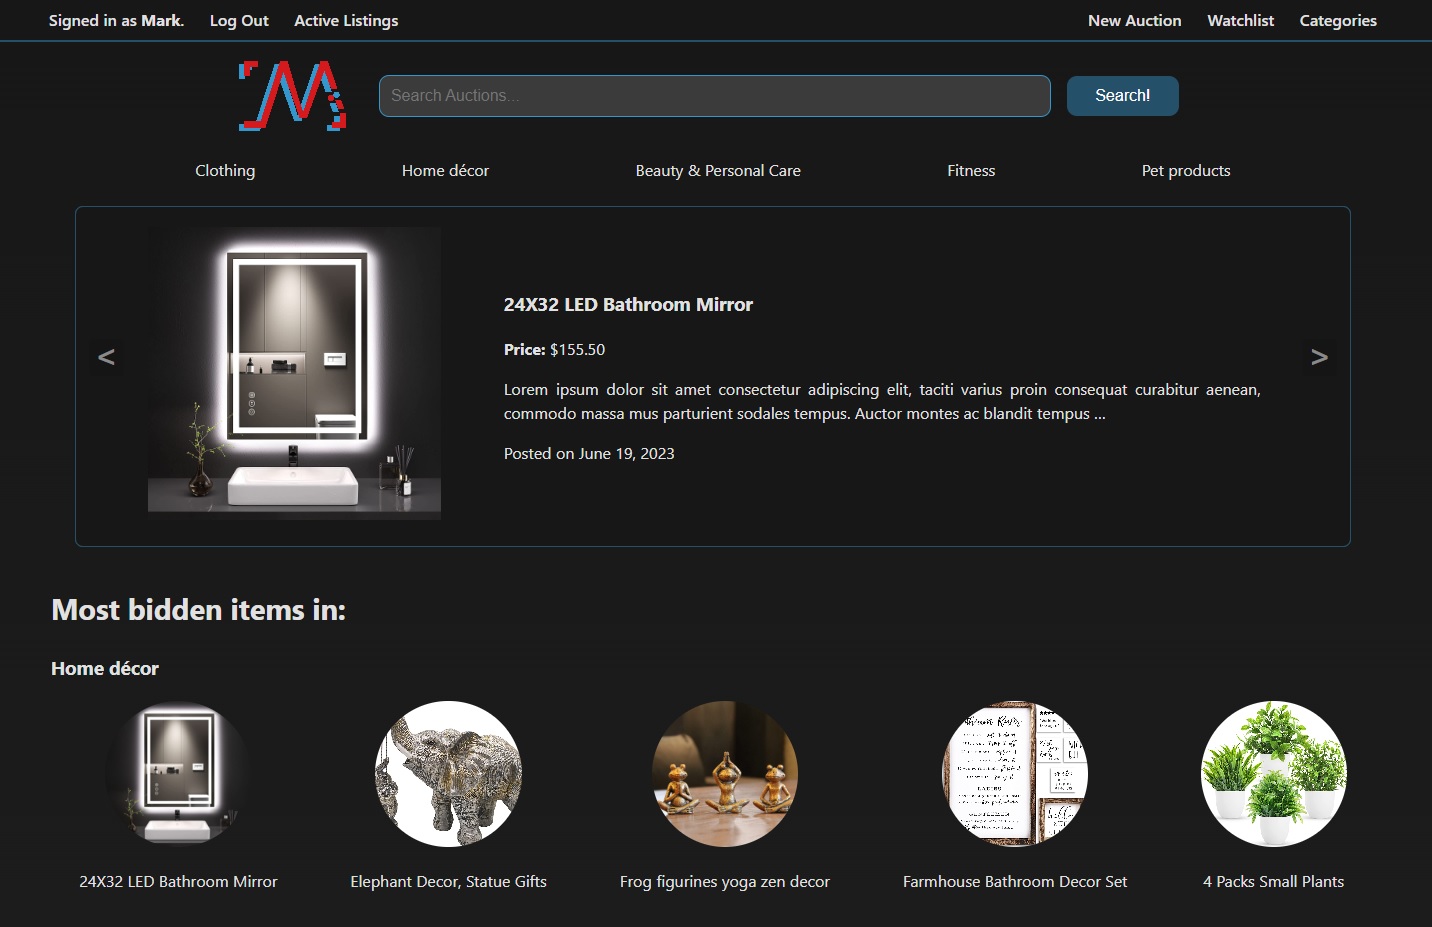 Signed in as Mark. Log Out Active Listings New Auction Watchlist Categories
M
Search Auctions... Search!
Clothing Home décor Beauty & Personal Care Fitness Pet products
<
>
24X32 LED Bathroom Mirror
Price: $155.50
Lorem ipsum dolor sit amet consectetur adipiscing elit, taciti varius proin consequat curabitur aenean,
commodo massa mus parturient sodales tempus. Auctor montes ac blandit tempus ...
Posted on June 19, 2023
Most bidden items in:
Home décor
24X32 LED Bathroom Mirror
Elephant Decor, Statue Gifts
Frog figurines yoga zen decor
Farmhouse Bathroom Decor Set
4 Packs Small Plants